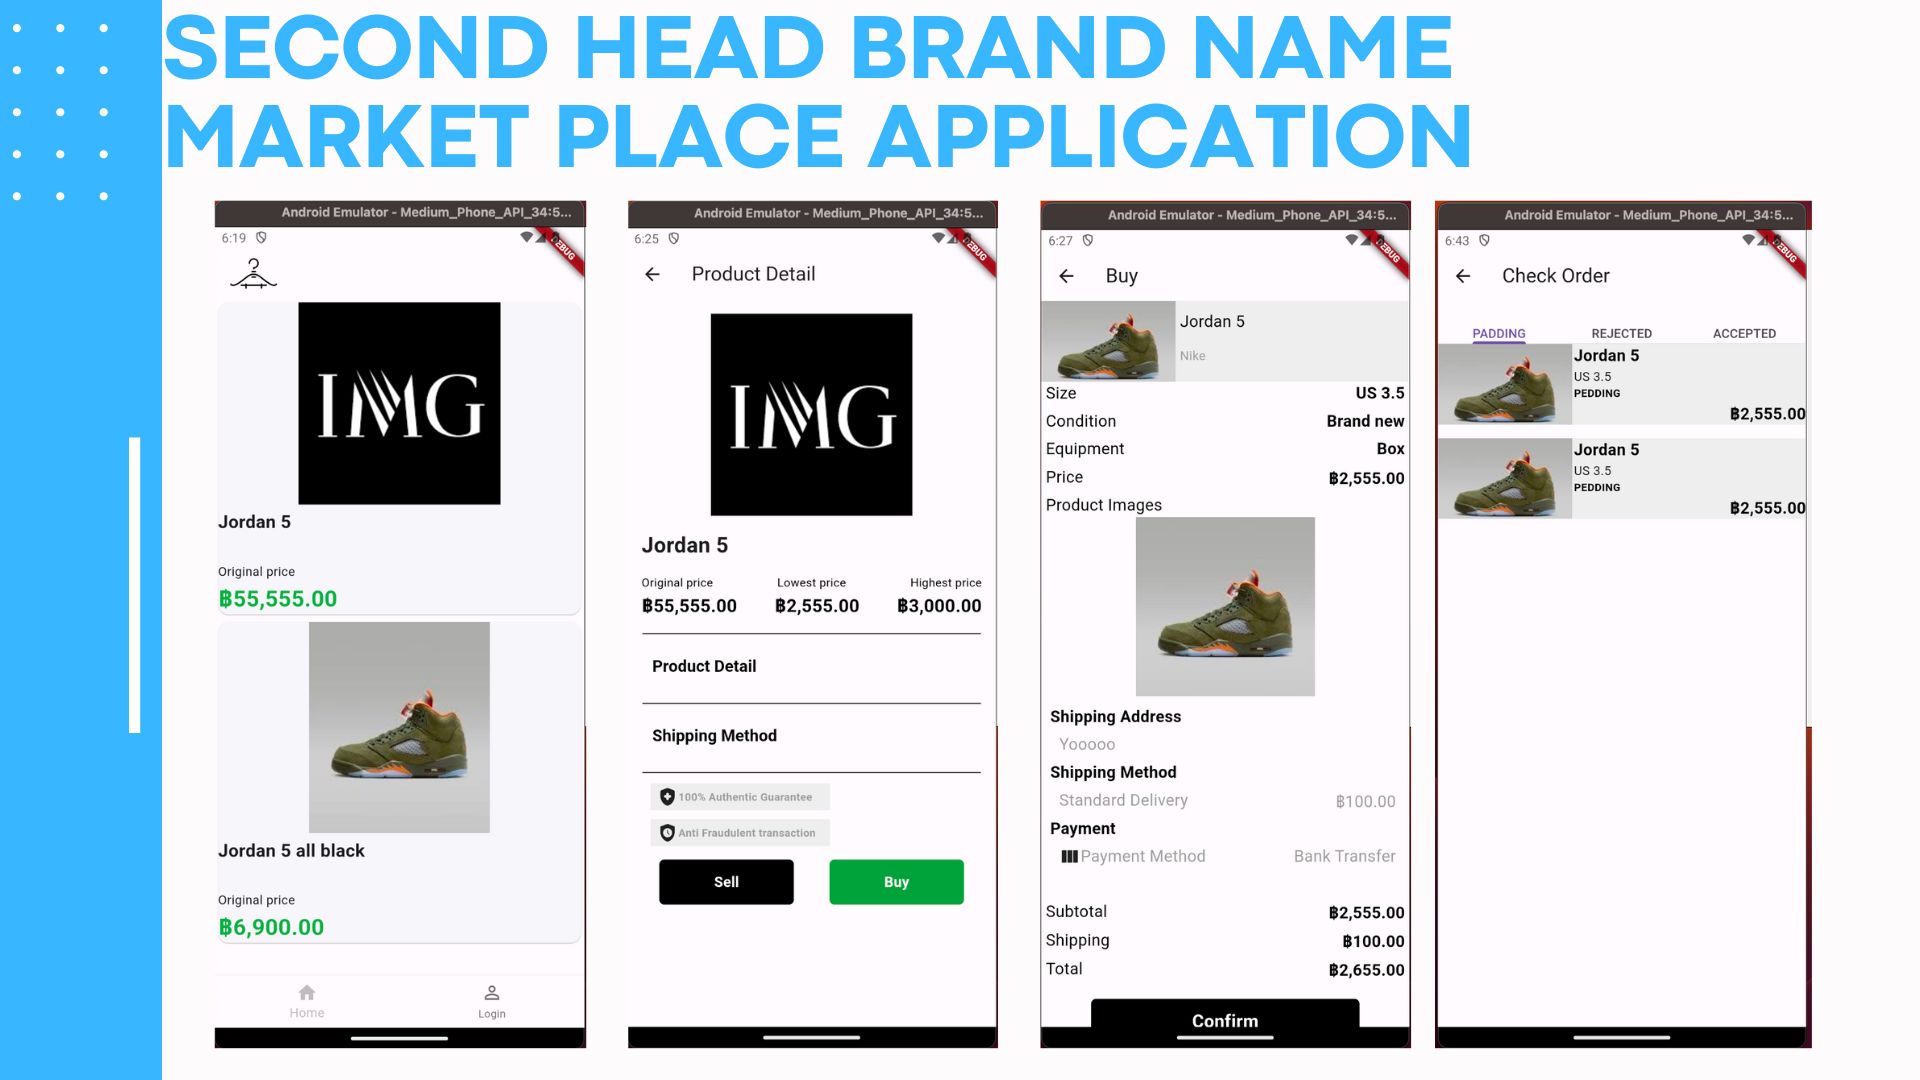 SECOND HEAD BRAND NAME
MARKET PLACE APPLICATION
Android Emulator - Medium_Phone_API_34:5...
6:19
DEBUG
?
IMG
Jordan 5
Original price
฿55,555.00
Jordan 5 all black
Original price
฿6,900.00
Home
Login
Android Emulator - Medium_Phone_API_34:5...
6:25
DEBUG
Product Detail
IMG
Jordan 5
Original price Lowest price Highest price
฿55,555.00 ฿2,555.00 ฿3,000.00
Product Detail
Shipping Method
100% Authentic Guarantee
Anti Fraudulent transaction
Sell Buy
Android Emulator - Medium_Phone_API_34:5...
6:27
DEBUG
Buy
Jordan 5
Nike
Size US 3.5
Condition Brand new
Equipment Box
Price ฿2,555.00
Product Images
Shipping Address
Yooooo
Shipping Method
Standard Delivery ฿100.00
Payment
Payment Method Bank Transfer
Subtotal ฿2,555.00
Shipping ฿100.00
Total ฿2,655.00
Confirm
Android Emulator - Medium_Phone_API_34:5...
6:43
DEBUG
Check Order
PADDING REJECTED ACCEPTED
Jordan 5
US 3.5
PEDDING
฿2,555.00
Jordan 5
US 3.5
PEDDING
฿2,555.00